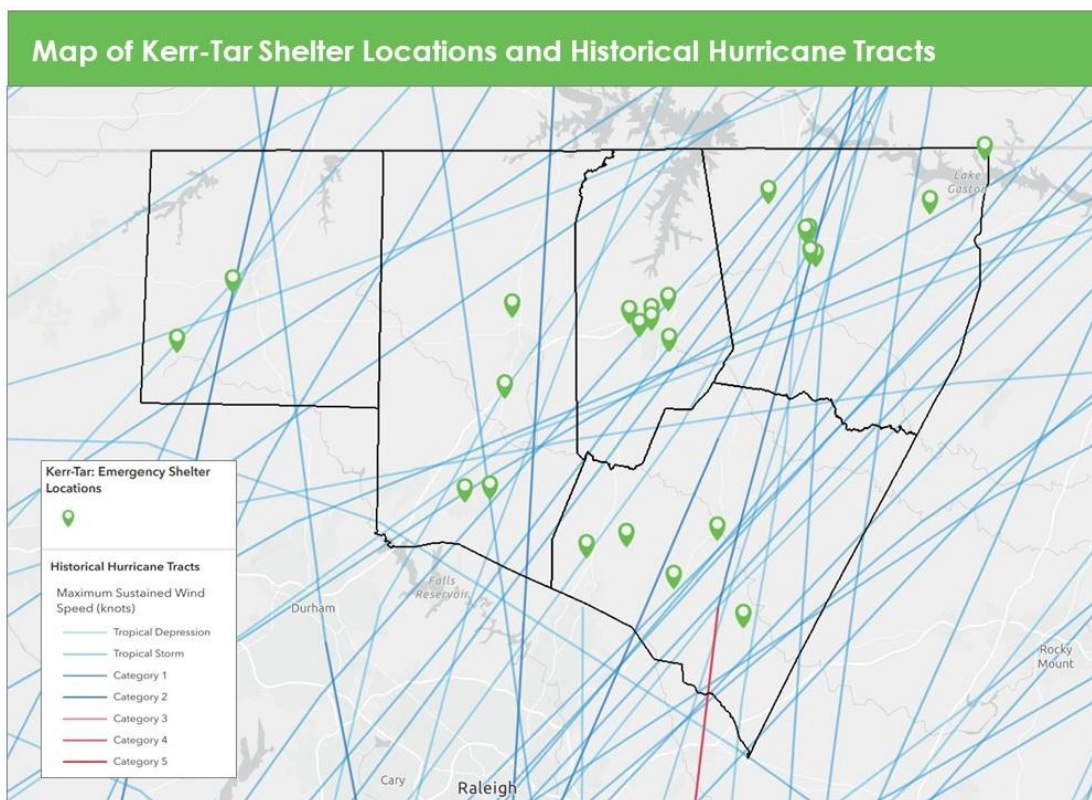 Map of Kerr-Tar Shelter Locations and Historical Hurricane Tracts
Lake
Gaston
Kerr-Tar: Emergency Shelter
Locations
Historical Hurricane Tracts
Maximum Sustained Wind
Speed (knots)
Tropical Depression
Tropical Storm
Category 1
Category 2
Category 3
Category 4
Category 5
Falls
Reservoir
Durham
Rocky
Mount
Cary
Raleigh